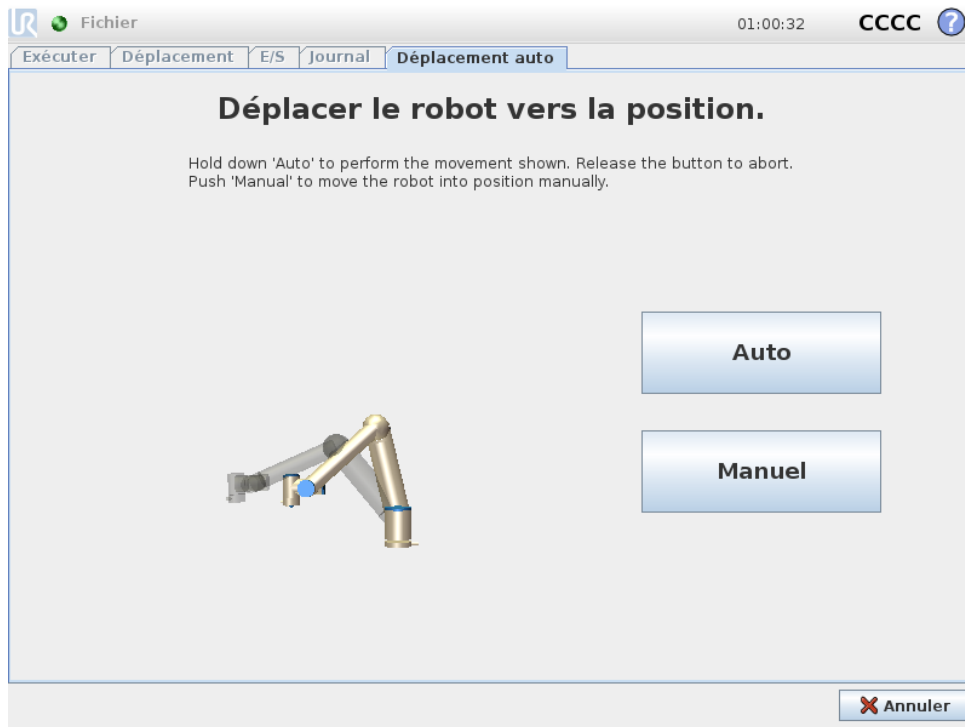 UR Fichier 01:00:32 CCCC ?
Exécuter Déplacement E/S Journal Déplacement auto
Déplacer le robot vers la position.
Hold down 'Auto' to perform the movement shown. Release the button to abort.
Push 'Manual' to move the robot into position manually.
Auto
Manuel
Annuler